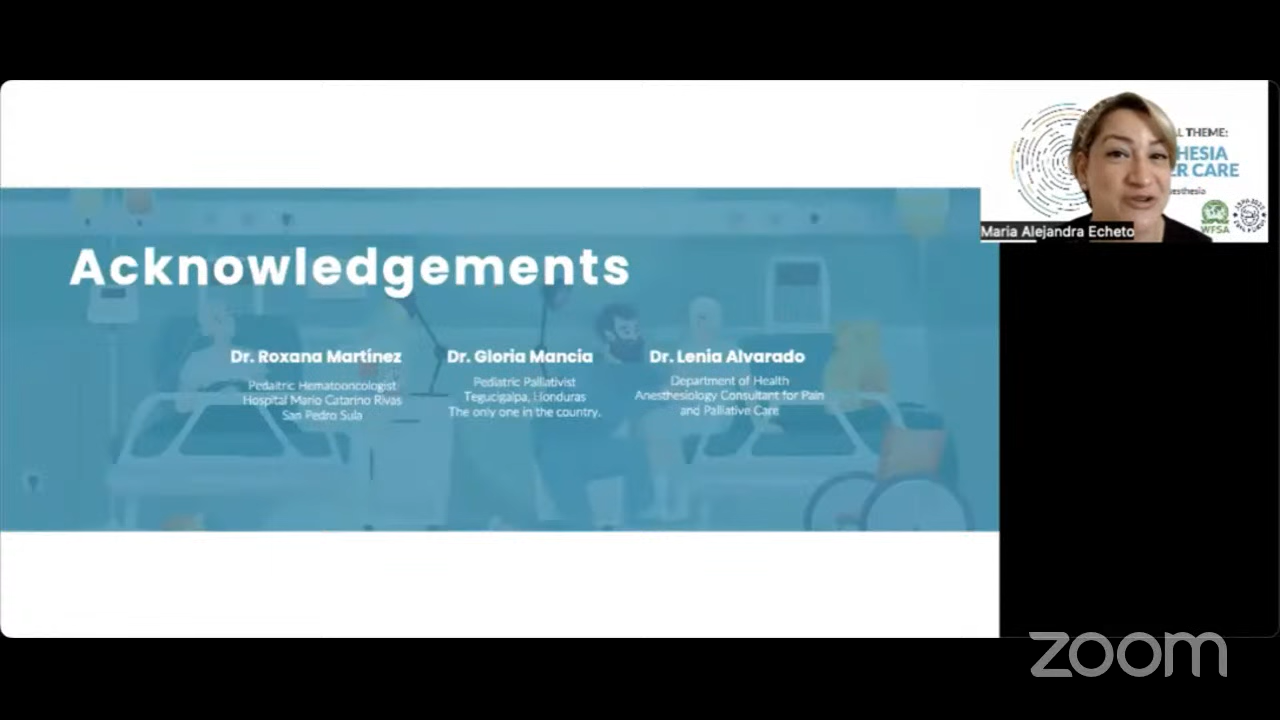 Acknowledgements
Dr. Roxana Martínez
Pedaitric Hematooncologist
Hospital Mario Catarino Rivas
San Pedro Sula
Dr. Gloria Mancia
Pediatric Palliativist
Tegucigalpa, Honduras
The only one in the country.
Dr. Lenia Alvarado
Department of Health
Anesthesiology Consultant for Pain
and Palliative Care
L THEME:
HESIA
ER CARE
esthesia
WFSA
Maria Alejandra Echeto
zoom